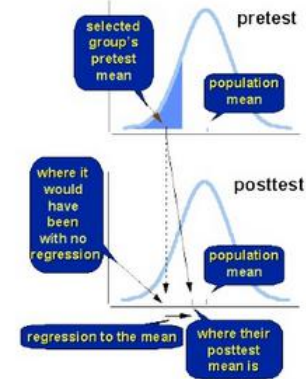 selected
group's
pretest
mean
pretest
population
mean
where it
would
have
been
with no
regression
posttest
population
mean
regression to the mean
where their
posttest
mean is